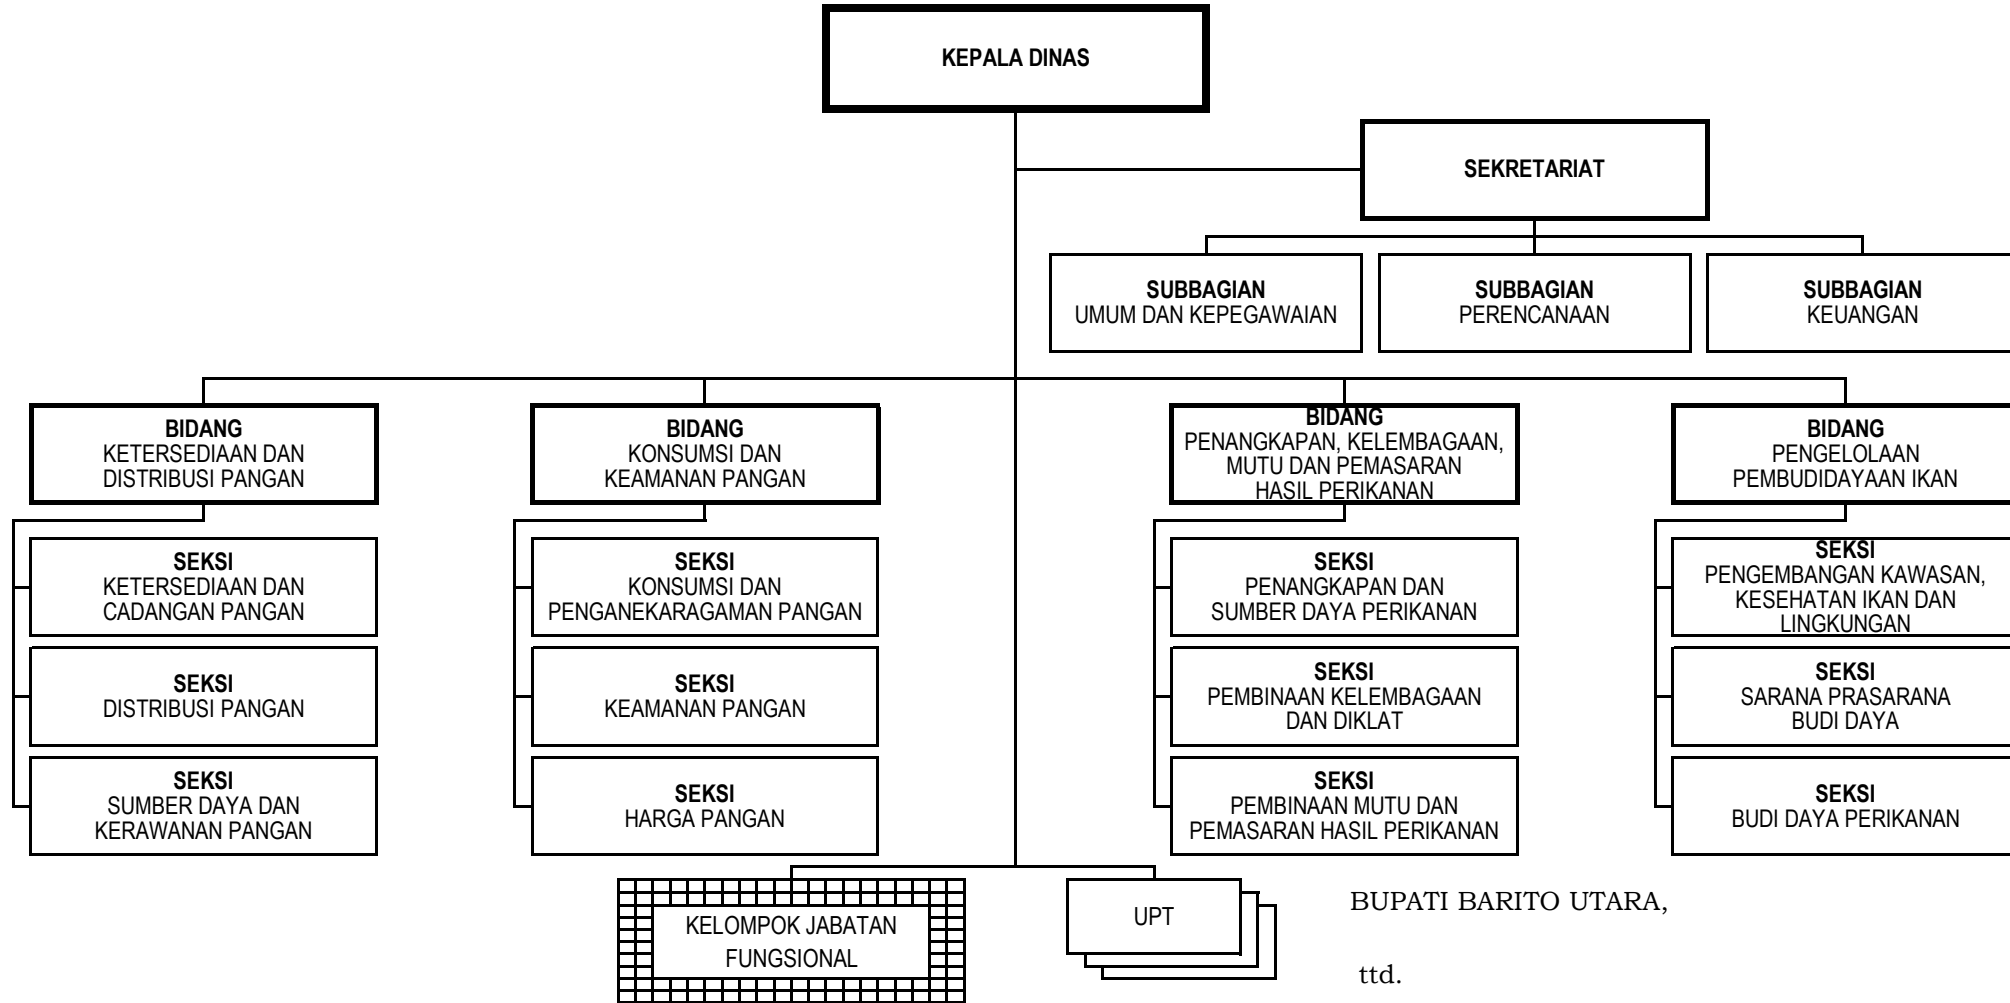 KEPALA DINAS
SEKRETARIAT
SUBBAGIAN
UMUM DAN KEPEGAWAIAN
SUBBAGIAN
PERENCANAAN
SUBBAGIAN
KEUANGAN
BIDANG
KETERSEDIAAN DAN
DISTRIBUSI PANGAN
BIDANG
KONSUMSI DAN
KEAMANAN PANGAN
BIDANG
PENANGKAPAN, KELEMBAGAAN,
MUTU DAN PEMASARAN
HASIL PERIKANAN
BIDANG
PENGELOLAAN
PEMBUDIDAYAAN IKAN
SEKSI
KETERSEDIAAN DAN
CADANGAN PANGAN
SEKSI
KONSUMSI DAN
PENGANEKARAGAMAN PANGAN
SEKSI
PENANGKAPAN DAN
SUMBER DAYA PERIKANAN
SEKSI
PENGEMBANGAN KAWASAN,
KESEHATAN IKAN DAN
LINGKUNGAN
SEKSI
DISTRIBUSI PANGAN
SEKSI
KEAMANAN PANGAN
SEKSI
PEMBINAAN KELEMBAGAAN
DAN DIKLAT
SEKSI
SARANA PRASARANA
BUDI DAYA
SEKSI
SUMBER DAYA DAN
KERAWANAN PANGAN
SEKSI
HARGA PANGAN
SEKSI
PEMBINAAN MUTU DAN
PEMASARAN HASIL PERIKANAN
SEKSI
BUDI DAYA PERIKANAN
KELOMPOK JABATAN
FUNGSIONAL
UPT
BUPATI BARITO UTARA,
ttd.